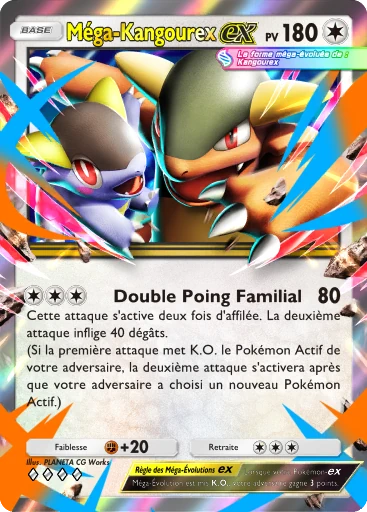 BASE Méga-Kangourex ex PV 180
La forme méga-évoluée de :
Kangourex
Double Poing Familial 80
Cette attaque s'active deux fois d'affilée. La deuxième
attaque inflige 40 dégâts.
(Si la première attaque met K.O. le Pokémon Actif de
votre adversaire, la deuxième attaque s'activera après
que votre adversaire a choisi un nouveau Pokémon
Actif.)
Faiblesse +20 Retraite
Illus. PLANETA CG Works
Règle des Méga-Évolutions ex Lorsque votre Pokémon-ex
Méga-Évolution est mis K.O., votre adversaire gagne 3 points.